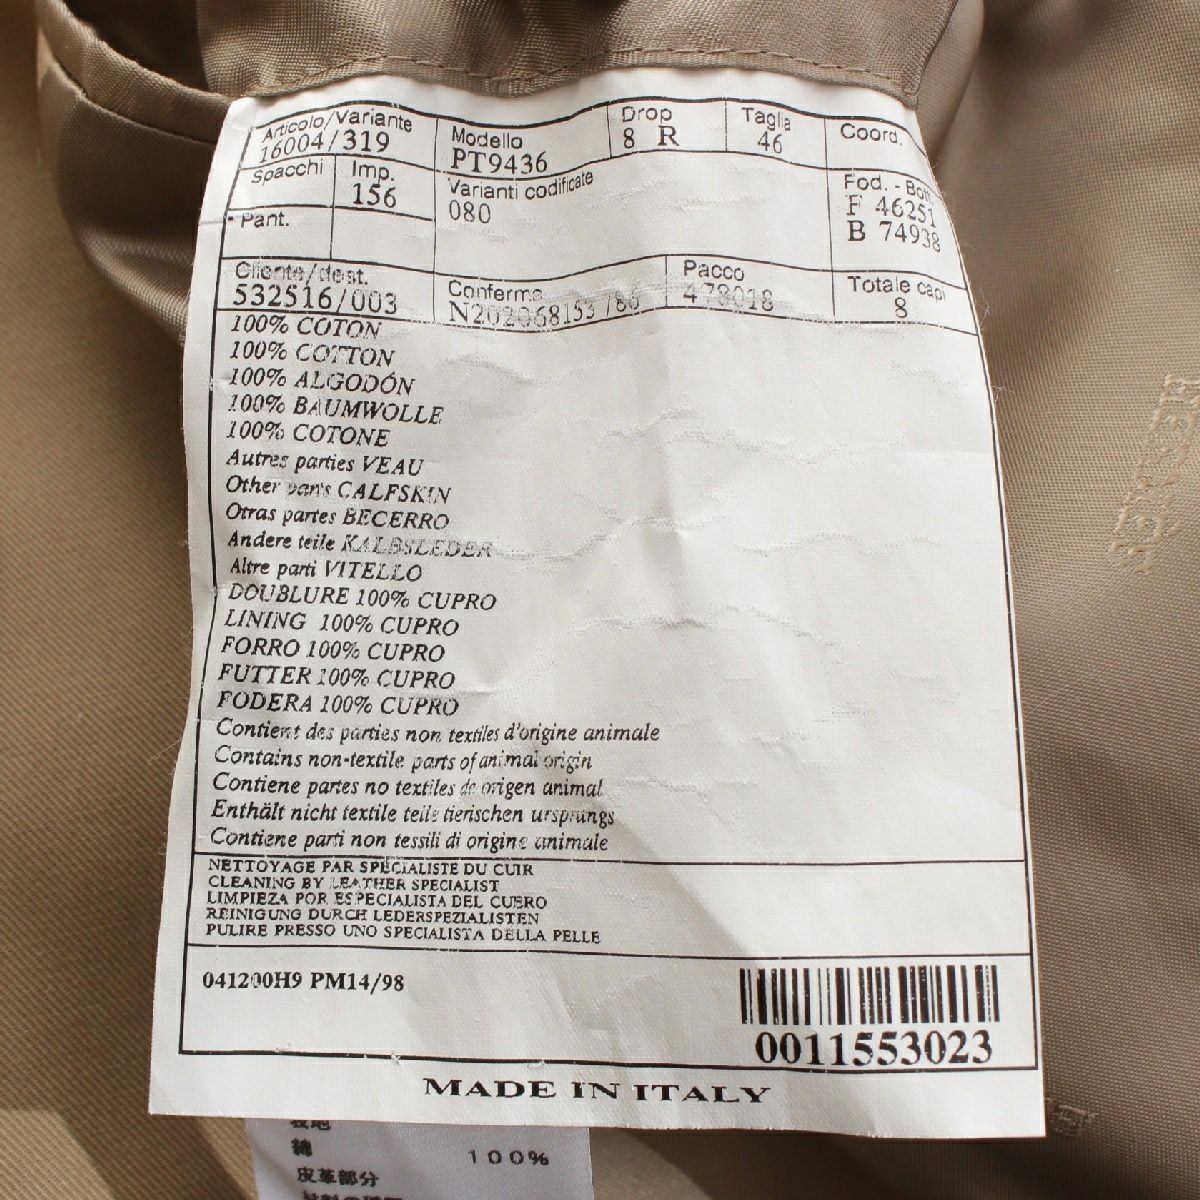 Articolo/Variante
16004/319
Modello
PT9436
Drop
8 R
Taglia
46
Coord.
Spacchi
Imp.
156
Varianti codificate
080
Fod. - Bott.
F 46251
B 74938
Pant.
Cliente/dest.
532516/003
Conferma
N202068153 /86
Pacco
478018
Totale capi
8
100% COTON
100% COTTON
100% ALGODÓN
100% BAUMWOLLE
100% COTONE
Autres parties VEAU
Other parts CALFSKIN
Otras partes BECERRO
Andere teile KALBSLEDER
Altre parti VITELLO
DOUBLURE 100% CUPRO
LINING 100% CUPRO
FORRO 100% CUPRO
FUTTER 100% CUPRO
FODERA 100% CUPRO
Contient des parties non textiles d'origine animale
Contains non-textile parts of animal origin
Contiene partes no textiles de origen animal
Enthält nicht textile teile tierischen ursprungs
Contiene parti non tessili di origine animale
NETTOYAGE PAR SPÉCIALISTE DU CUIR
CLEANING BY LEATHER SPECIALIST
LIMPIEZA POR ESPECIALISTA DEL CUERO
REINIGUNG DURCH LEDERSPEZIALISTEN
PULIRE PRESSO UNO SPECIALISTA DELLA PELLE
041200H9 PM14/98
0011553023
MADE IN ITALY
表地
綿 100%
皮革部分